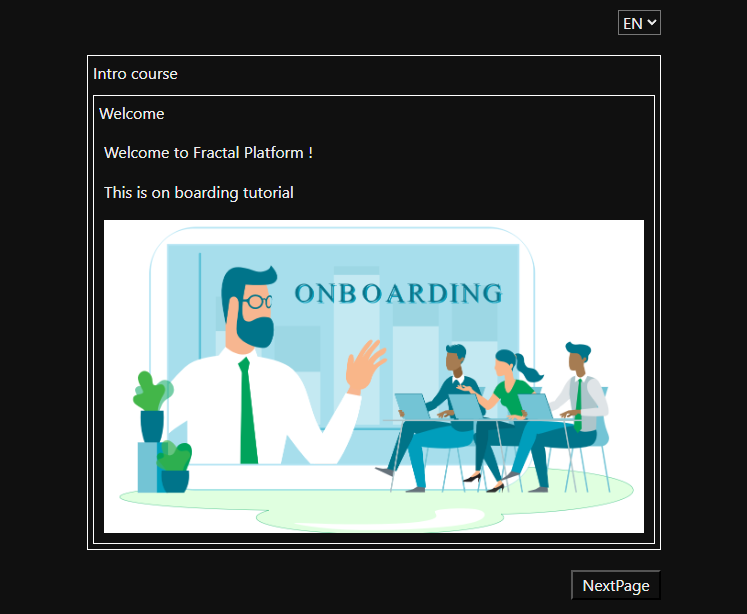 EN
Intro course
Welcome
Welcome to Fractal Platform !
This is on boarding tutorial
ONBOARDING
NextPage